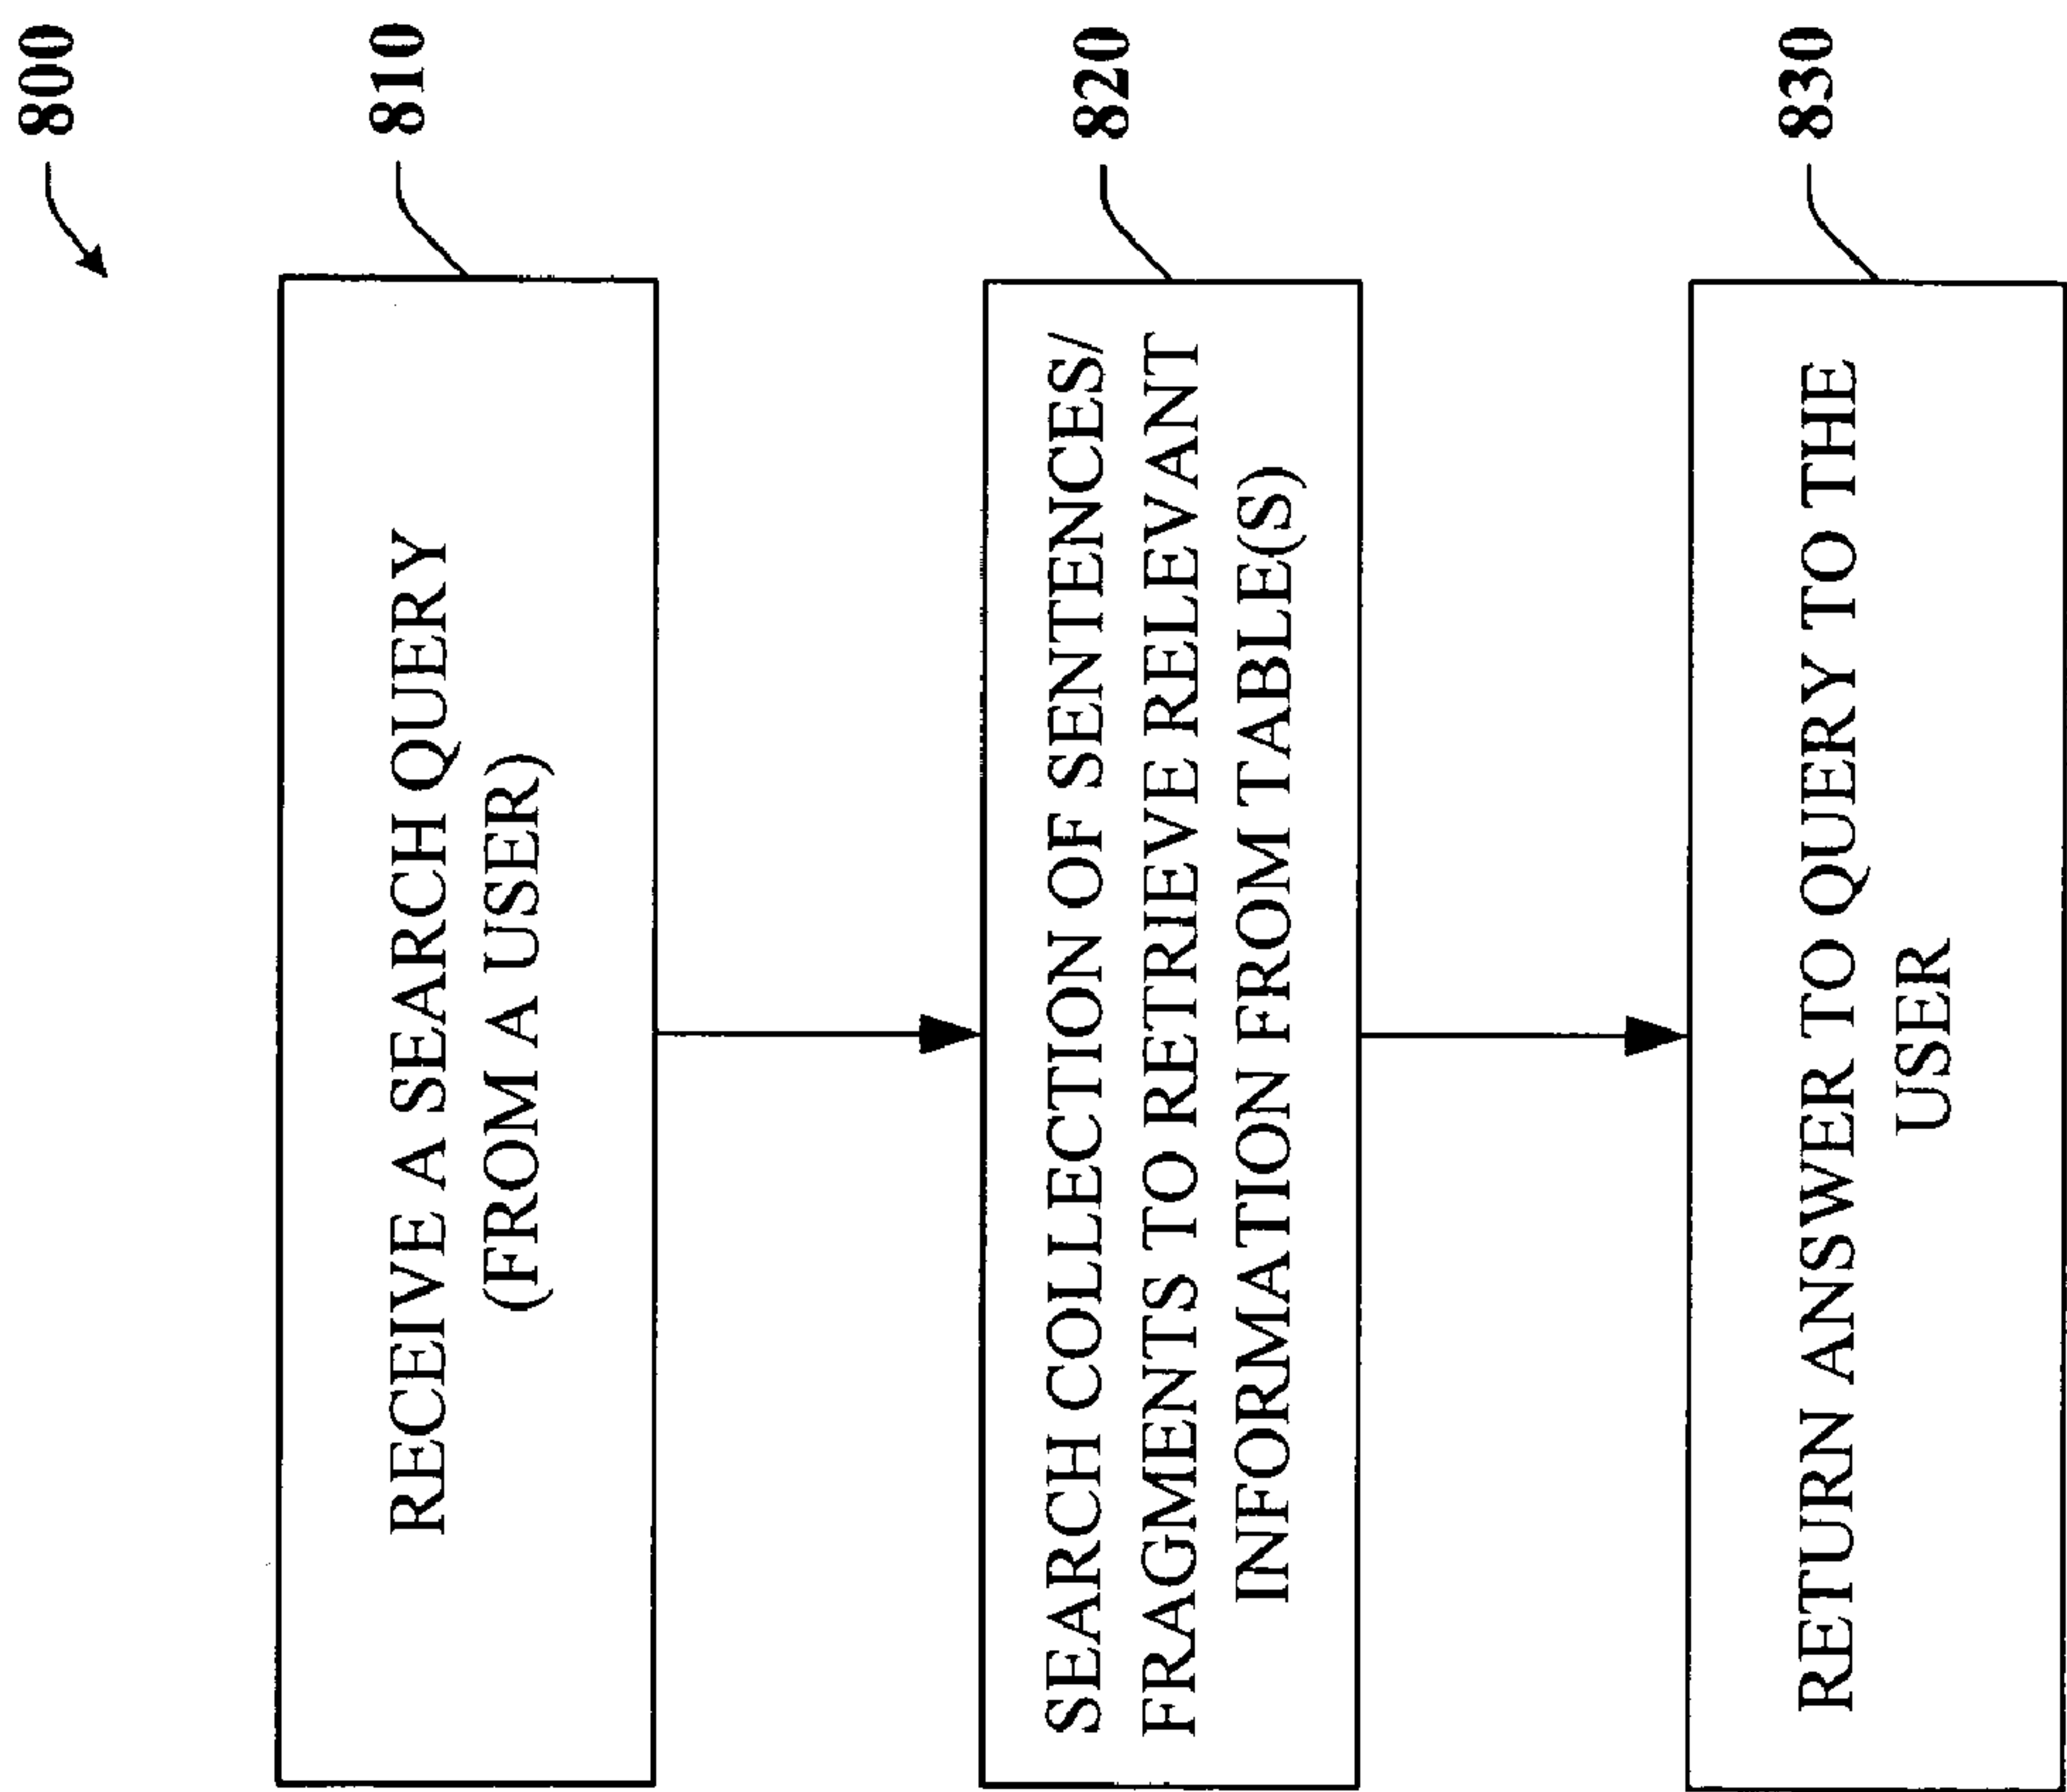 800
810
RECEIVE A SEARCH QUERY
(FROM A USER)
820
SEARCH COLLECTION OF SENTENCES/
FRAGMENTS TO RETRIEVE RELEVANT
INFORMATION FROM TABLE(S)
830
RETURN ANSWER TO QUERY TO THE
USER